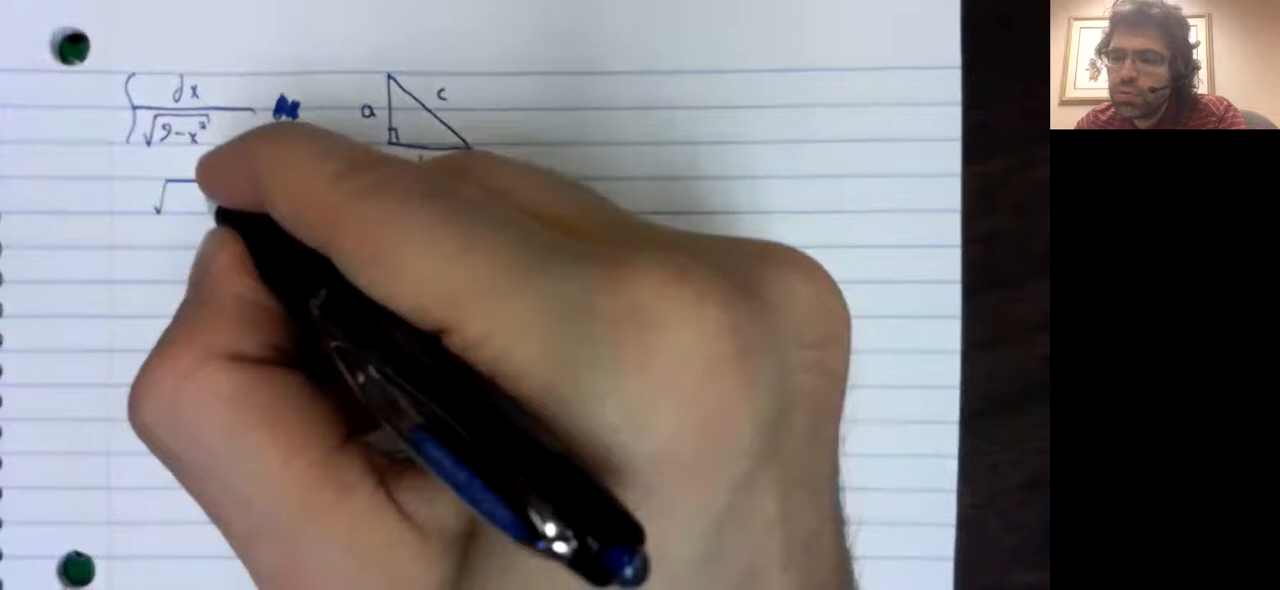 ∫ dx / √(9-x²)
a
c
√